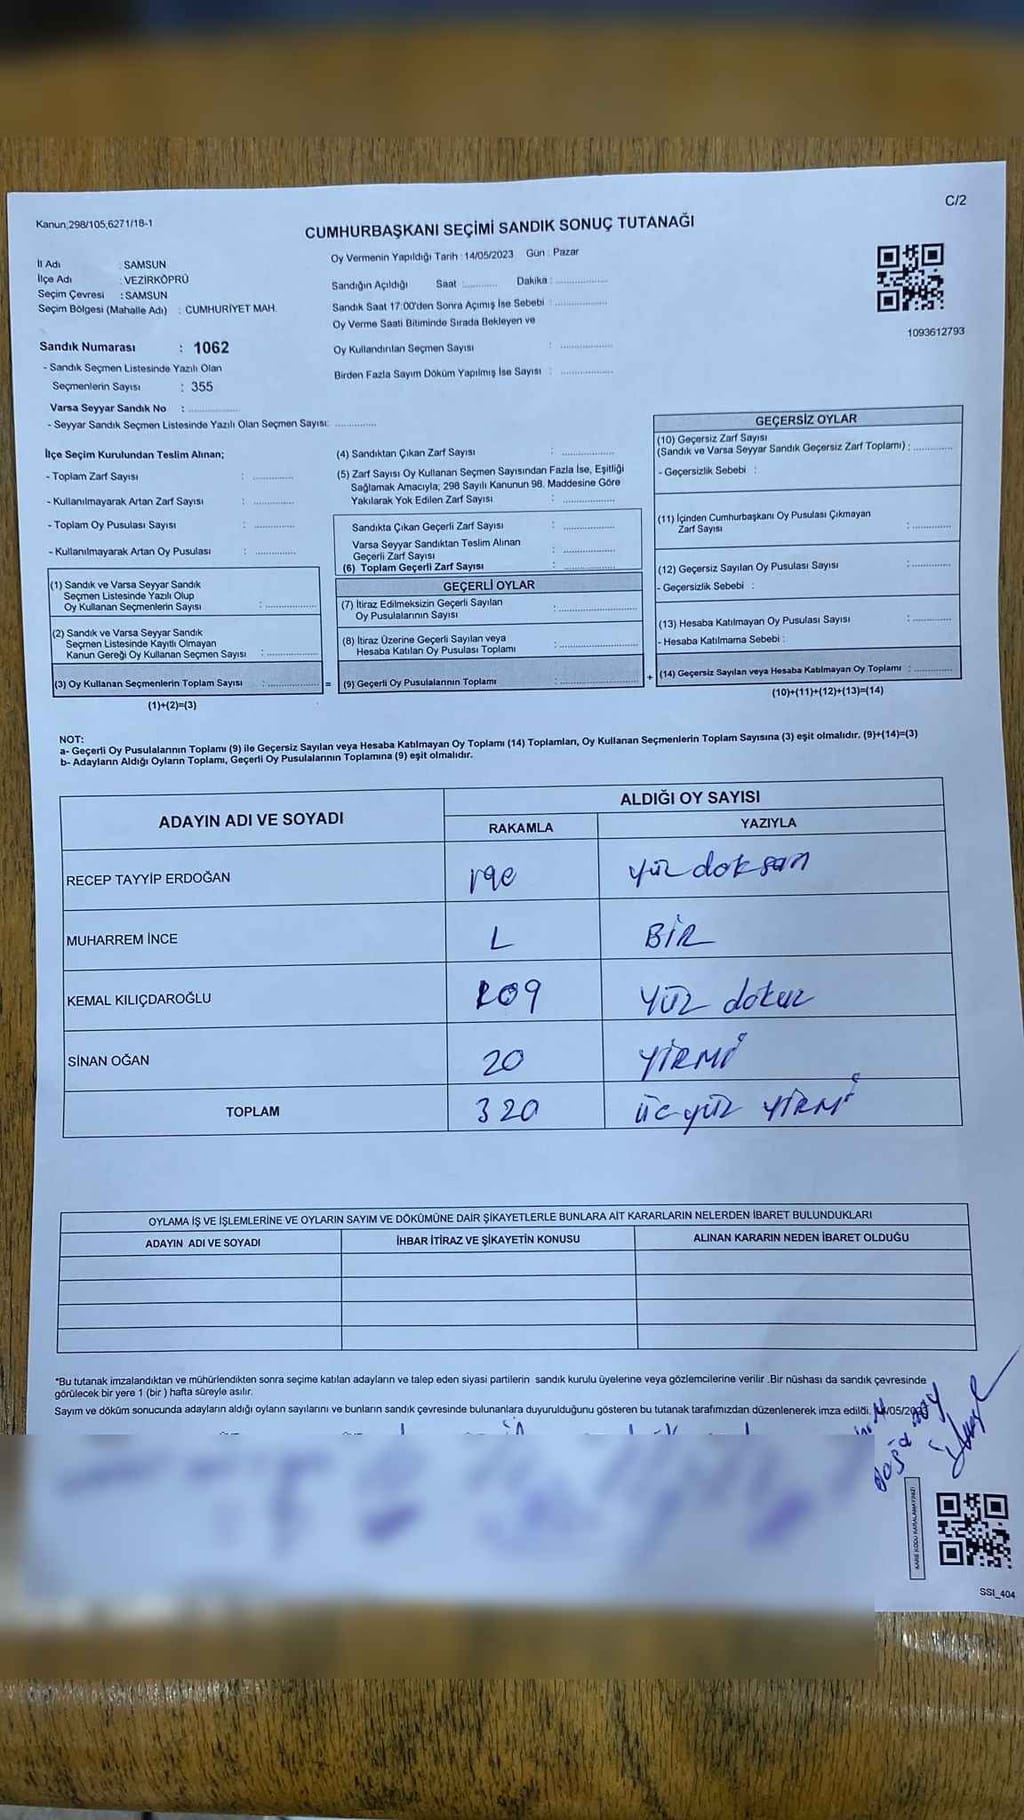 C/2
Kanun;298/105,6271/18-1
CUMHURBAŞKANI SEÇİMİ SANDIK SONUÇ TUTANAĞI
İl Adı : SAMSUN
İlçe Adı : VEZİRKÖPRÜ
Seçim Çevresi : SAMSUN
Seçim Bölgesi (Mahalle Adı) : CUMHURİYET MAH.
Oy Vermenin Yapıldığı Tarih : 14/05/2023 Gün : Pazar
Sandığın Açıldığı Saat ............ Dakika : ..............
Sandık Saat 17:00'den Sonra Açımış İse Sebebi : ..............
Oy Verme Saati Bitiminde Sırada Bekleyen ve
Oy Kullandırılan Seçmen Sayısı : ..............
Birden Fazla Sayım Döküm Yapılmış İse Sayısı : ..............
1093612793
Sandık Numarası : 1062
- Sandık Seçmen Listesinde Yazılı Olan
Seçmenlerin Sayısı : 355
Varsa Seyyar Sandık No : ..............
- Seyyar Sandık Seçmen Listesinde Yazılı Olan Seçmen Sayısı: ............
İlçe Seçim Kurulundan Teslim Alınan;
- Toplam Zarf Sayısı : ............
- Kullanılmayarak Artan Zarf Sayısı : ............
- Toplam Oy Pusulası Sayısı : ............
- Kullanılmayarak Artan Oy Pusulası : ............
(4) Sandıktan Çıkan Zarf Sayısı : ..............
(5) Zarf Sayısı Oy Kullanan Seçmen Sayısından Fazla İse, Eşitliği
Sağlamak Amacıyla; 298 Sayılı Kanunun 98. Maddesine Göre
Yakılarak Yok Edilen Zarf Sayısı : ..............
Sandıkta Çıkan Geçerli Zarf Sayısı : ..............
Varsa Seyyar Sandıktan Teslim Alınan
Geçerli Zarf Sayısı : ..............
(6) Toplam Geçerli Zarf Sayısı : ..............
GEÇERSİZ OYLAR
(10) Geçersiz Zarf Sayısı
(Sandık ve Varsa Seyyar Sandık Geçersiz Zarf Toplamı) : ............
- Geçersizlik Sebebi :
(11) İçinden Cumhurbaşkanı Oy Pusulası Çıkmayan
Zarf Sayısı : ............
(12) Geçersiz Sayılan Oy Pusulası Sayısı : ............
- Geçersizlik Sebebi :
(13) Hesaba Katılmayan Oy Pusulası Sayısı : ............
- Hesaba Katılmama Sebebi :
(14) Geçersiz Sayılan veya Hesaba Katılmayan Oy Toplamı : ............
(10)+(11)+(12)+(13)=(14)
(1) Sandık ve Varsa Seyyar Sandık
Seçmen Listesinde Yazılı Olup
Oy Kullanan Seçmenlerin Sayısı : ..............
(2) Sandık ve Varsa Seyyar Sandık
Seçmen Listesinde Kayıtlı Olmayan
Kanun Gereği Oy Kullanan Seçmen Sayısı : ..............
(3) Oy Kullanan Seçmenlerin Toplam Sayısı : .............. =
(1)+(2)=(3)
GEÇERLİ OYLAR
(7) İtiraz Edilmeksizin Geçerli Sayılan
Oy Pusulalarının Sayısı : ..............
(8) İtiraz Üzerine Geçerli Sayılan veya
Hesaba Katılan Oy Pusulası Toplamı : ..............
(9) Geçerli Oy Pusulalarının Toplamı : .............. +
NOT:
a- Geçerli Oy Pusulalarının Toplamı (9) ile Geçersiz Sayılan veya Hesaba Katılmayan Oy Toplamı (14) Toplamları, Oy Kullanan Seçmenlerin Toplam Sayısına (3) eşit olmalıdır. (9)+(14)=(3)
b- Adayların Aldığı Oyların Toplamı, Geçerli Oy Pusulalarının Toplamına (9) eşit olmalıdır.
ADAYIN ADI VE SOYADI ALDIĞI OY SAYISI
RAKAMLA YAZIYLA
RECEP TAYYİP ERDOĞAN 190 yüz doksan
MUHARREM İNCE 1 BİR
KEMAL KILIÇDAROĞLU 109 YÜZ dokuz
SİNAN OĞAN 20 YİRMİ
TOPLAM 320 üç yüz YİRMİ
OYLAMA İŞ VE İŞLEMLERİNE VE OYLARIN SAYIM VE DÖKÜMÜNE DAİR ŞİKAYETLERLE BUNLARA AİT KARARLARIN NELERDEN İBARET BULUNDUKLARI
ADAYIN ADI VE SOYADI İHBAR İTİRAZ VE ŞİKAYETİN KONUSU ALINAN KARARIN NEDEN İBARET OLDUĞU
*Bu tutanak imzalandıktan ve mühürlendikten sonra seçime katılan adayların ve talep eden siyasi partilerin sandık kurulu üyelerine veya gözlemcilerine verilir .Bir nüshası da sandık çevresinde
görülecek bir yere 1 (bir ) hafta süreyle asılır.
Sayım ve döküm sonucunda adayların aldığı oyların sayılarını ve bunların sandık çevresinde bulunanlara duyurulduğunu gösteren bu tutanak tarafımızdan düzenlenerek imza edildi.
KARE KODU KARALAMAYINIZ!
SSI_404